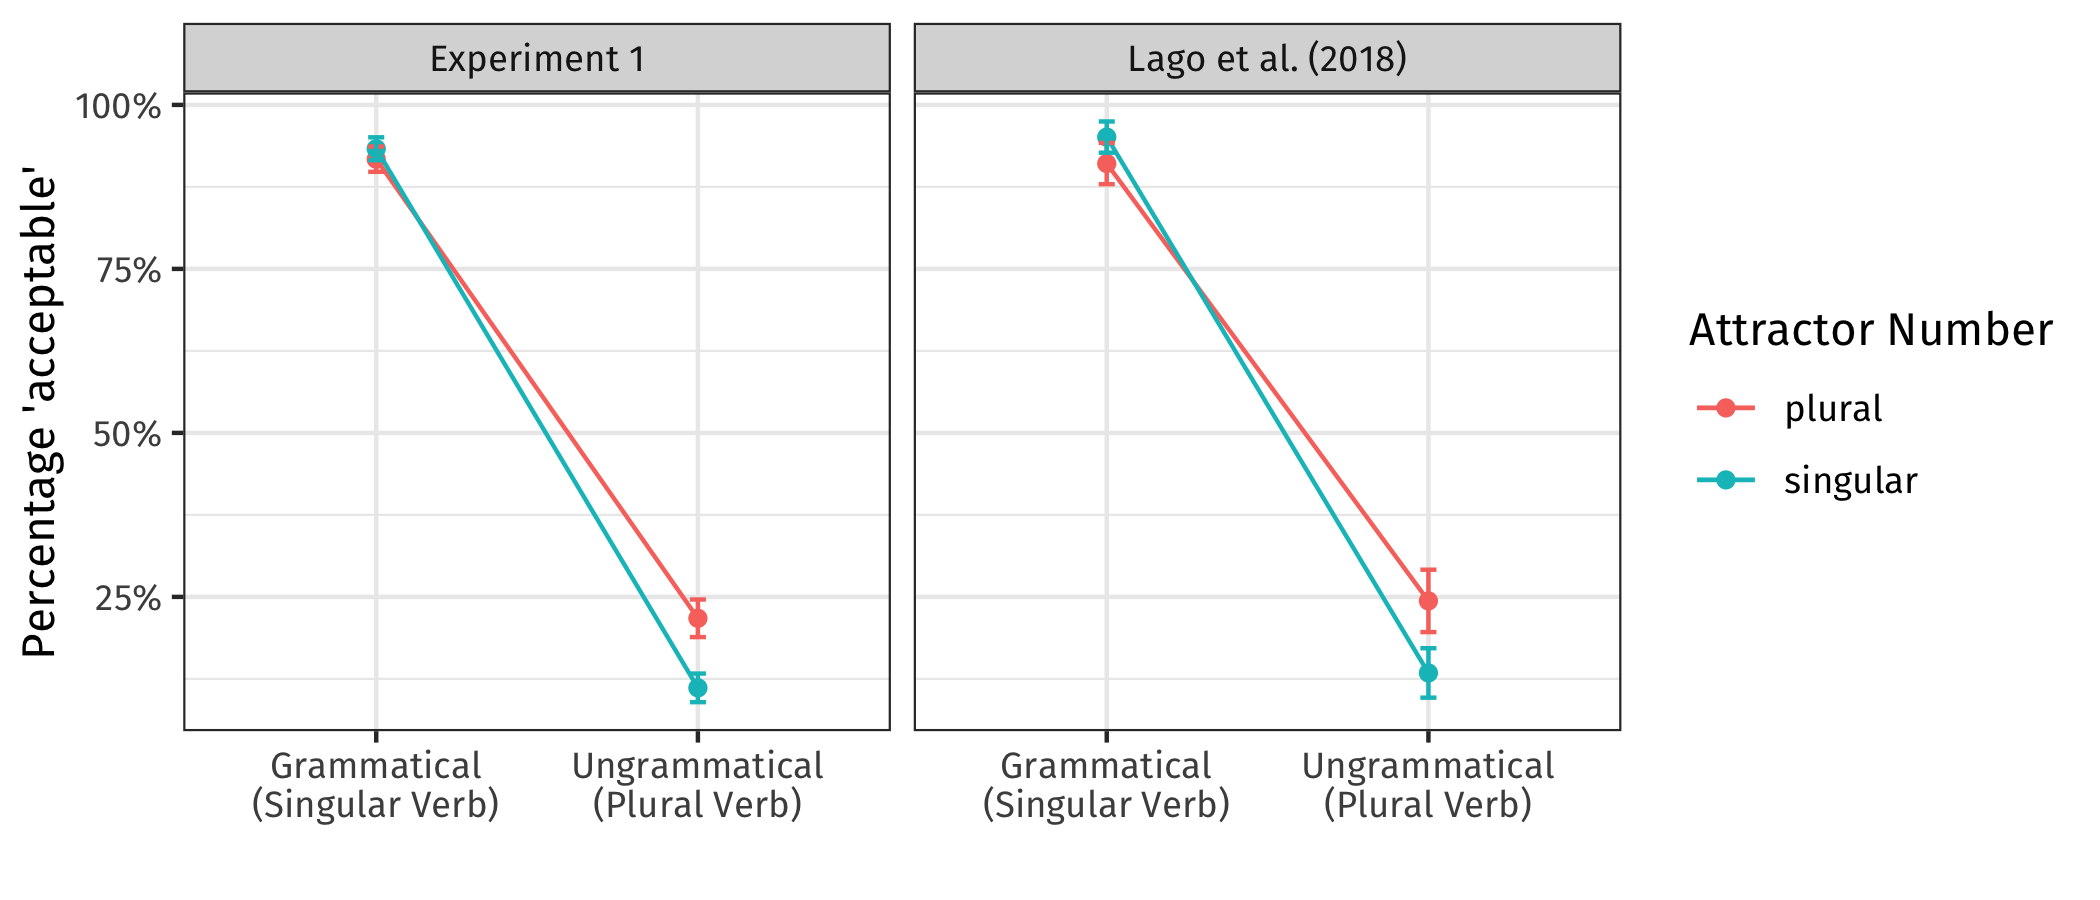 Experiment 1
Lago et al. (2018)
Percentage 'acceptable'
100%
75%
50%
25%
Grammatical
(Singular Verb)
Ungrammatical
(Plural Verb)
Grammatical
(Singular Verb)
Ungrammatical
(Plural Verb)
Attractor Number
plural
singular